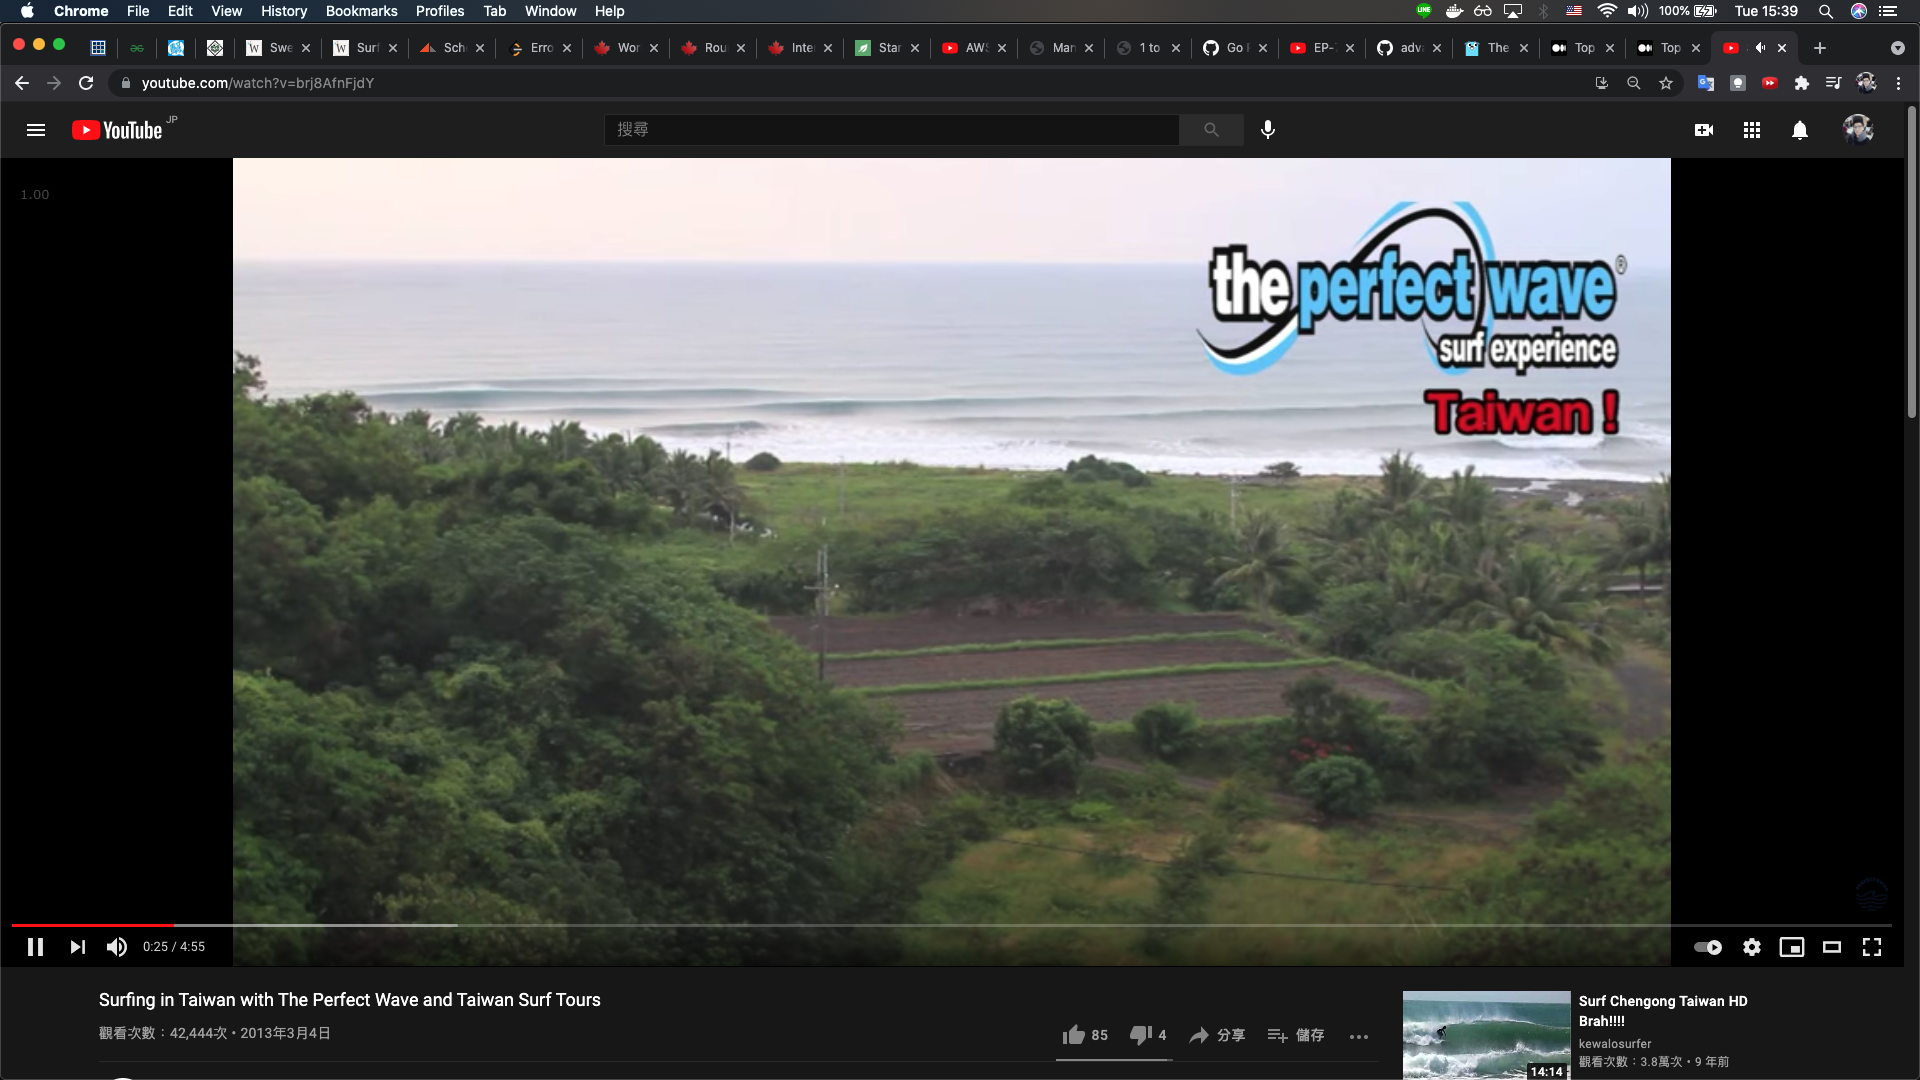 Chrome File Edit View History Bookmarks Profiles Tab Window Help
LINE
100%
Tue 15:39
Swe
Surf
Sch
Erro
Wor
Rou
Inte
Star
AWS
Man
1 to
Go
EP-
adv
The
Top
Top
youtube.com/watch?v=brj8AfnFjdY
YouTube JP
搜尋
1.00
the perfect wave®
surf experience
Taiwan !
0:25 / 4:55
Surfing in Taiwan with The Perfect Wave and Taiwan Surf Tours
觀看次數：42,444次・2013年3月4日
85
4
分享
儲存
Surf Chengong Taiwan HD
Brah!!!!
kewalosurfer
觀看次數：3.8萬次・9 年前
14:14